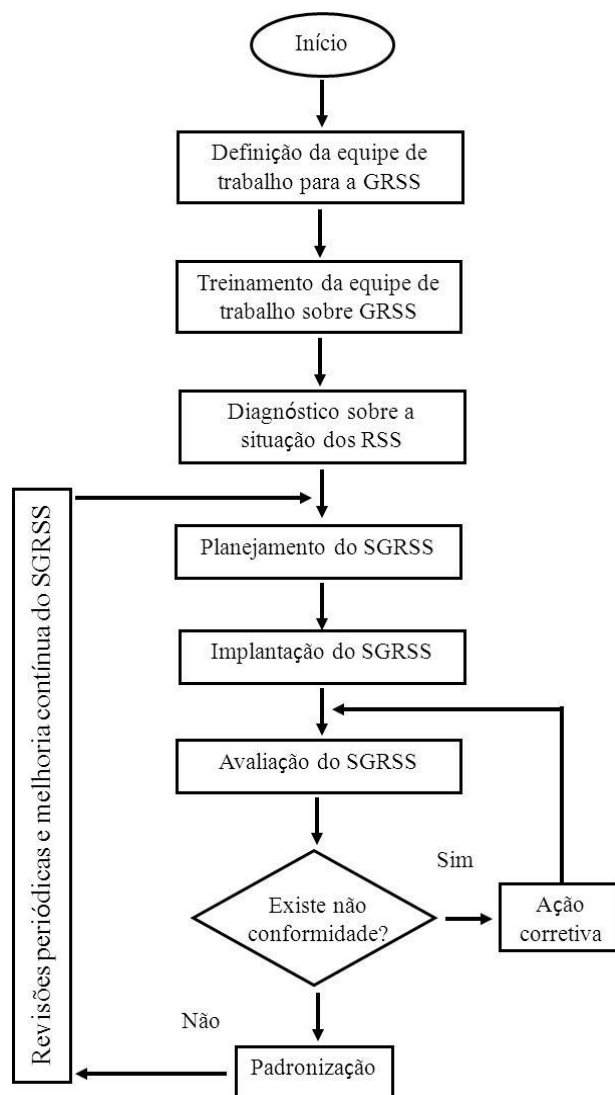 Início
Definição da equipe de
trabalho para a GRSS
Treinamento da equipe de
trabalho sobre GRSS
Diagnóstico sobre a
situação dos RSS
Revisões periódicas e melhoria contínua do SGRSS
Planejamento do SGRSS
Implantação do SGRSS
Avaliação do SGRSS
Sim
Existe não
conformidade?
Ação
corretiva
Não
Padronização